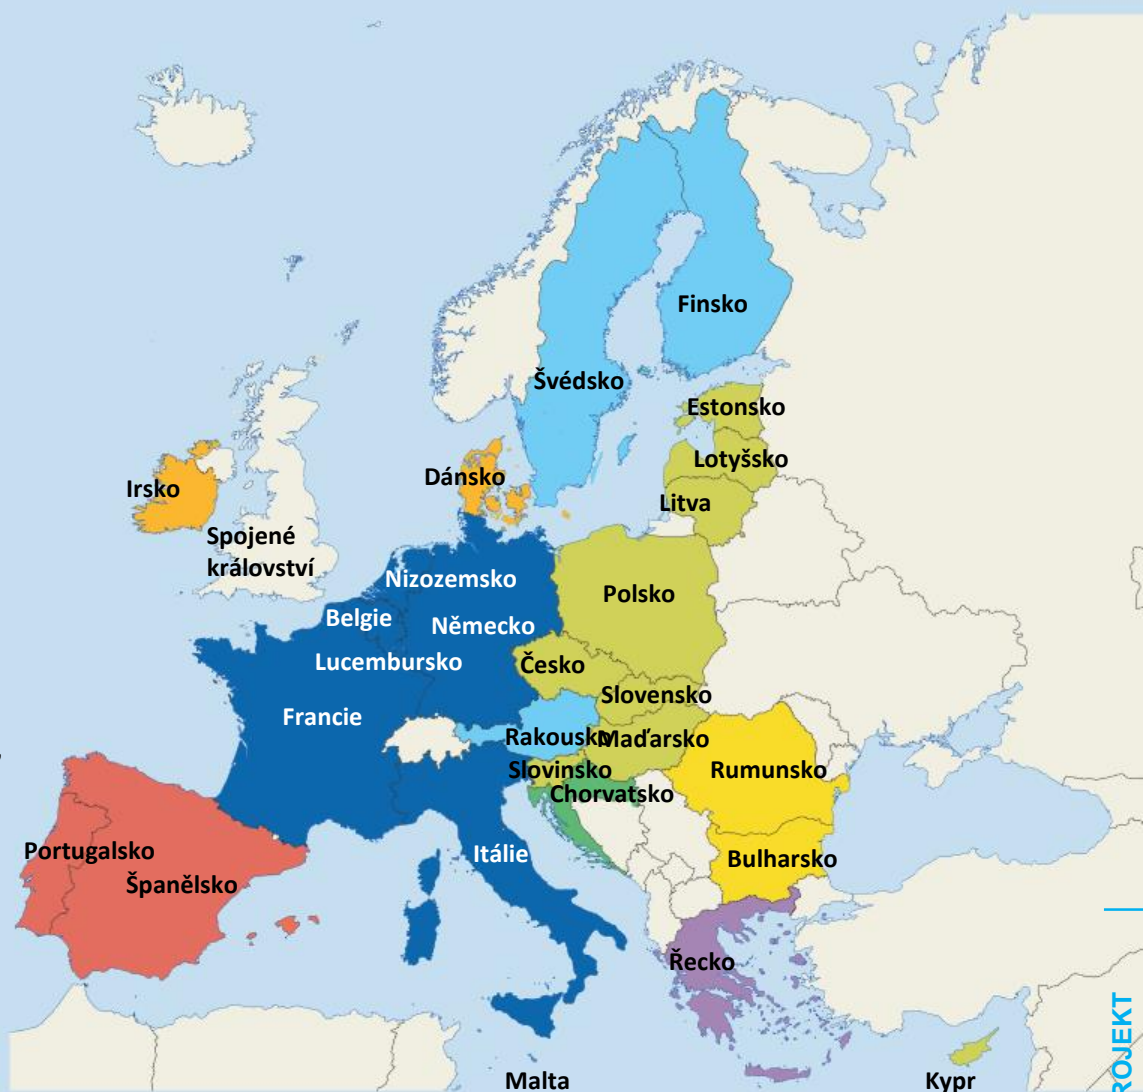 Finsko
Švédsko
Estonsko
Lotyšsko
Dánsko
Irsko
Litva
Spojené
království
Nizozemsko
Polsko
Belgie
Německo
Lucembursko
Česko
Slovensko
Francie
Rakousko
Maďarsko
Slovinsko
Rumunsko
Chorvatsko
Portugalsko
Itálie
Bulharsko
Španělsko
Řecko
Malta
Kypr